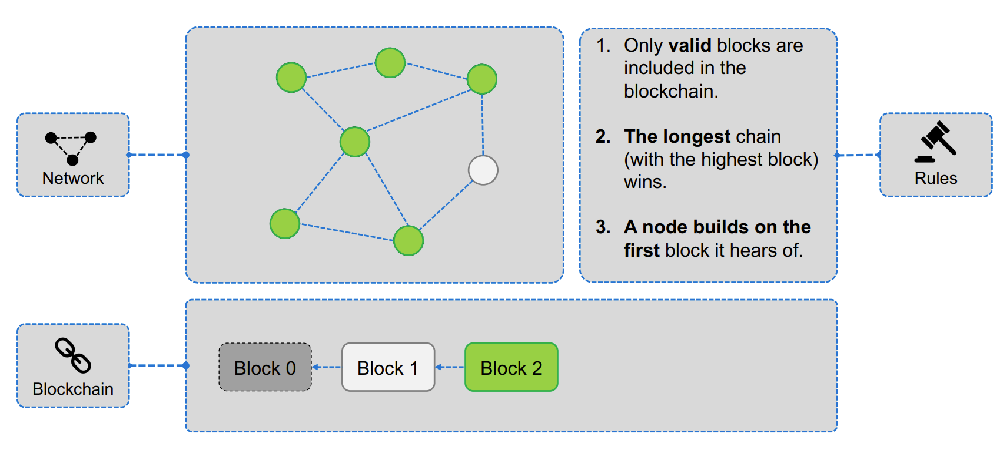 Network
1. Only valid blocks are
included in the
blockchain.
2. The longest chain
(with the highest block)
wins.
3. A node builds on the
first block it hears of.
Rules
Blockchain
Block 0
Block 1
Block 2